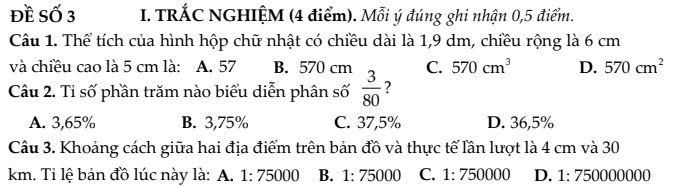 ĐỀ SỐ 3 I. TRẮC NGHIỆM (4 điểm). Mỗi ý đúng ghi nhận 0,5 điểm.
Câu 1. Thể tích của hình hộp chữ nhật có chiều dài là 1,9 dm, chiều rộng là 6 cm
và chiều cao là 5 cm là: A. 57 B. 570 cm C. 570 cm³ D. 570 cm²
Câu 2. Tỉ số phần trăm nào biểu diễn phân số 3/80 ?
A. 3,65% B. 3,75% C. 37,5% D. 36,5%
Câu 3. Khoảng cách giữa hai địa điểm trên bản đồ và thực tế lần lượt là 4 cm và 30
km. Tỉ lệ bản đồ lúc này là: A. 1: 75000 B. 1: 75000 C. 1: 750000 D. 1: 750000000